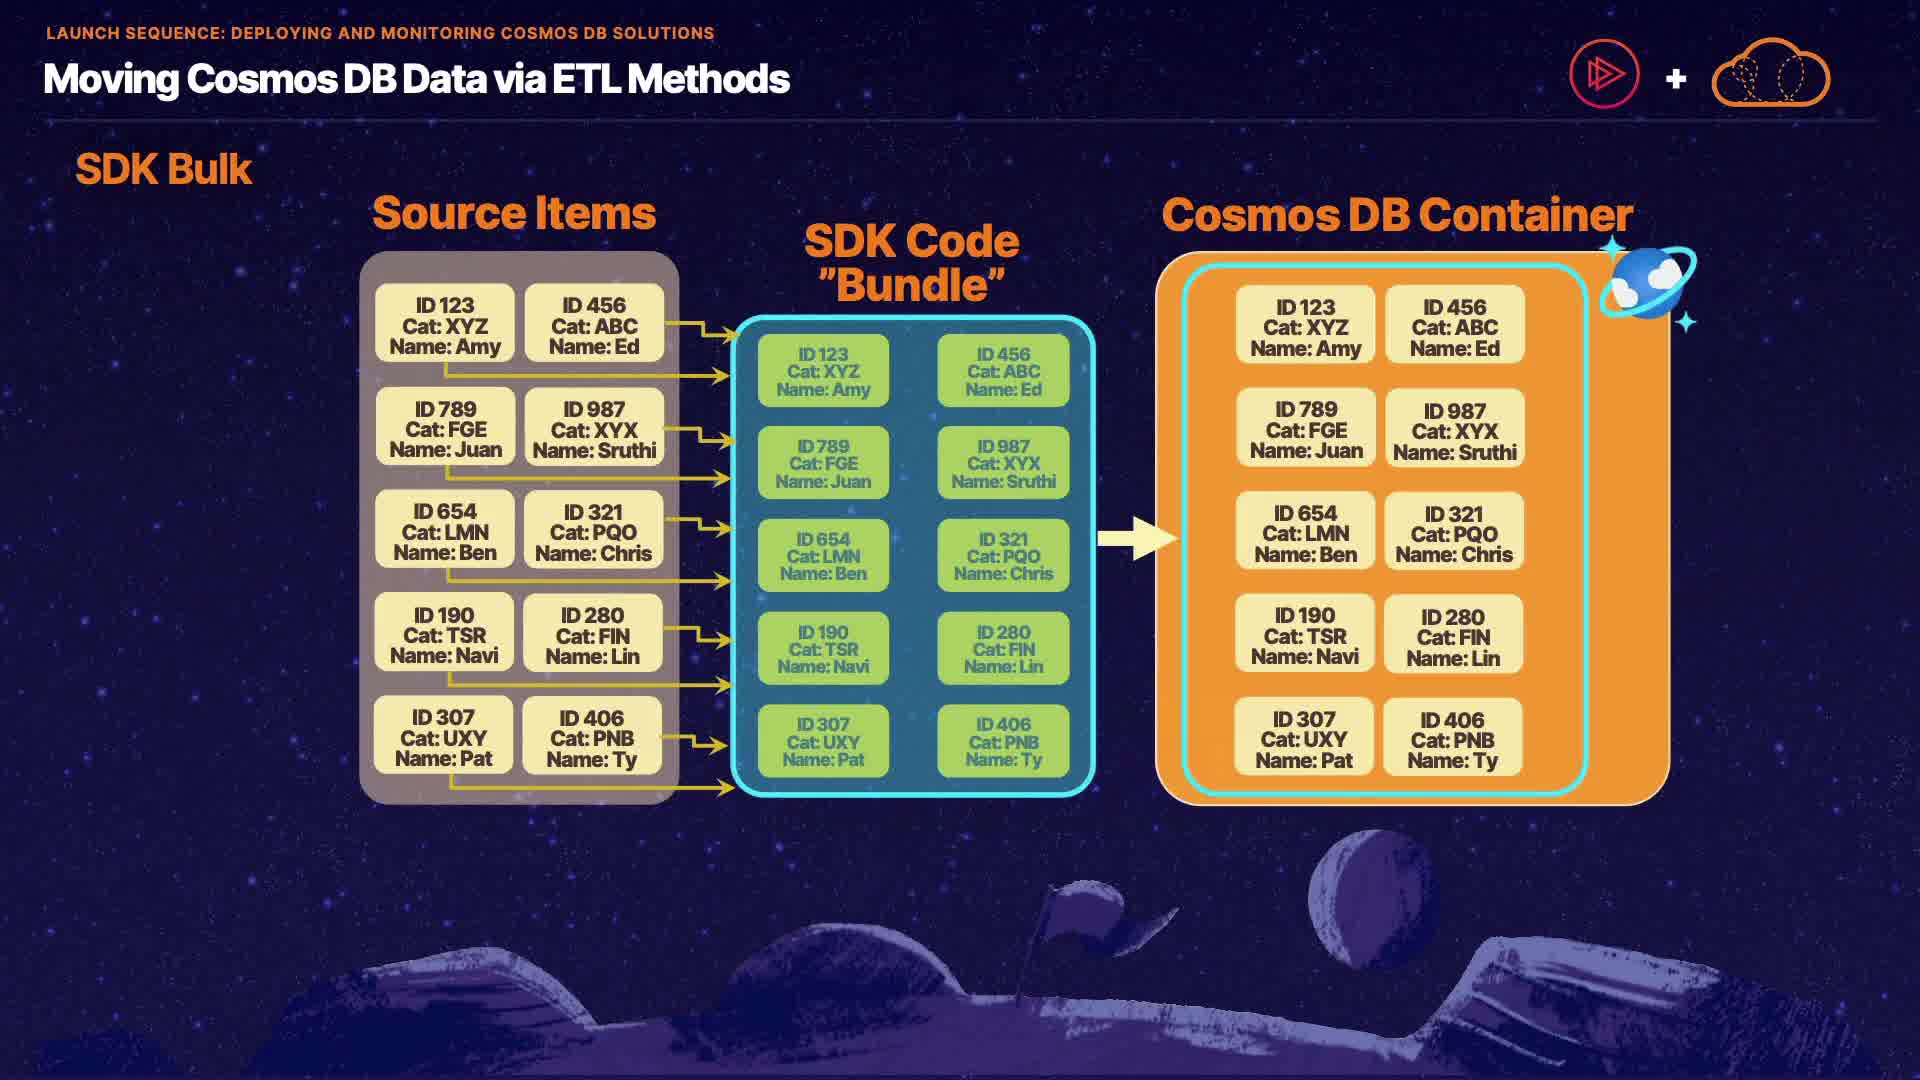 LAUNCH SEQUENCE: DEPLOYING AND MONITORING COSMOS DB SOLUTIONS
Moving Cosmos DB Data via ETL Methods
+
SDK Bulk
Source Items
ID 123
Cat: XYZ
Name: Amy
ID 456
Cat: ABC
Name: Ed
ID 789
Cat: FGE
Name: Juan
ID 987
Cat: XYX
Name: Sruthi
ID 654
Cat: LMN
Name: Ben
ID 321
Cat: PQO
Name: Chris
ID 190
Cat: TSR
Name: Navi
ID 280
Cat: FIN
Name: Lin
ID 307
Cat: UXY
Name: Pat
ID 406
Cat: PNB
Name: Ty
SDK Code
"Bundle"
ID 123
Cat: XYZ
Name: Amy
ID 456
Cat: ABC
Name: Ed
ID 789
Cat: FGE
Name: Juan
ID 987
Cat: XYX
Name: Sruthi
ID 654
Cat: LMN
Name: Ben
ID 321
Cat: PQO
Name: Chris
ID 190
Cat: TSR
Name: Navi
ID 280
Cat: FIN
Name: Lin
ID 307
Cat: UXY
Name: Pat
ID 406
Cat: PNB
Name: Ty
Cosmos DB Container
ID 123
Cat: XYZ
Name: Amy
ID 456
Cat: ABC
Name: Ed
ID 789
Cat: FGE
Name: Juan
ID 987
Cat: XYX
Name: Sruthi
ID 654
Cat: LMN
Name: Ben
ID 321
Cat: PQO
Name: Chris
ID 190
Cat: TSR
Name: Navi
ID 280
Cat: FIN
Name: Lin
ID 307
Cat: UXY
Name: Pat
ID 406
Cat: PNB
Name: Ty